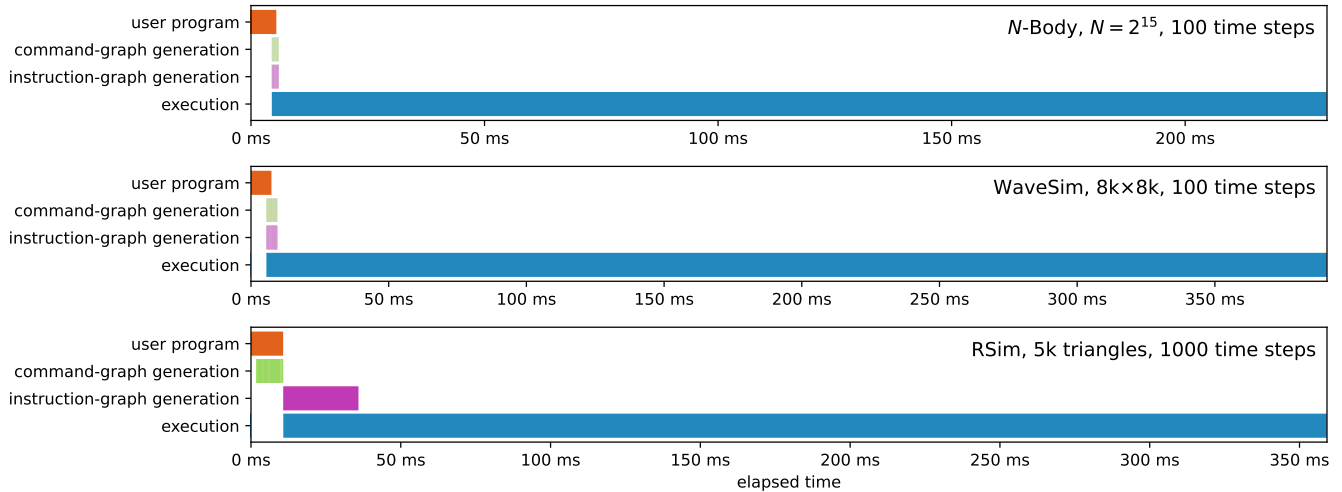 N-Body, N = 2¹⁵, 100 time steps
user program
command-graph generation
instruction-graph generation
execution
0 ms 50 ms 100 ms 150 ms 200 ms
WaveSim, 8k×8k, 100 time steps
user program
command-graph generation
instruction-graph generation
execution
0 ms 50 ms 100 ms 150 ms 200 ms 250 ms 300 ms 350 ms
RSim, 5k triangles, 1000 time steps
user program
command-graph generation
instruction-graph generation
execution
0 ms 50 ms 100 ms 150 ms 200 ms 250 ms 300 ms 350 ms
elapsed time